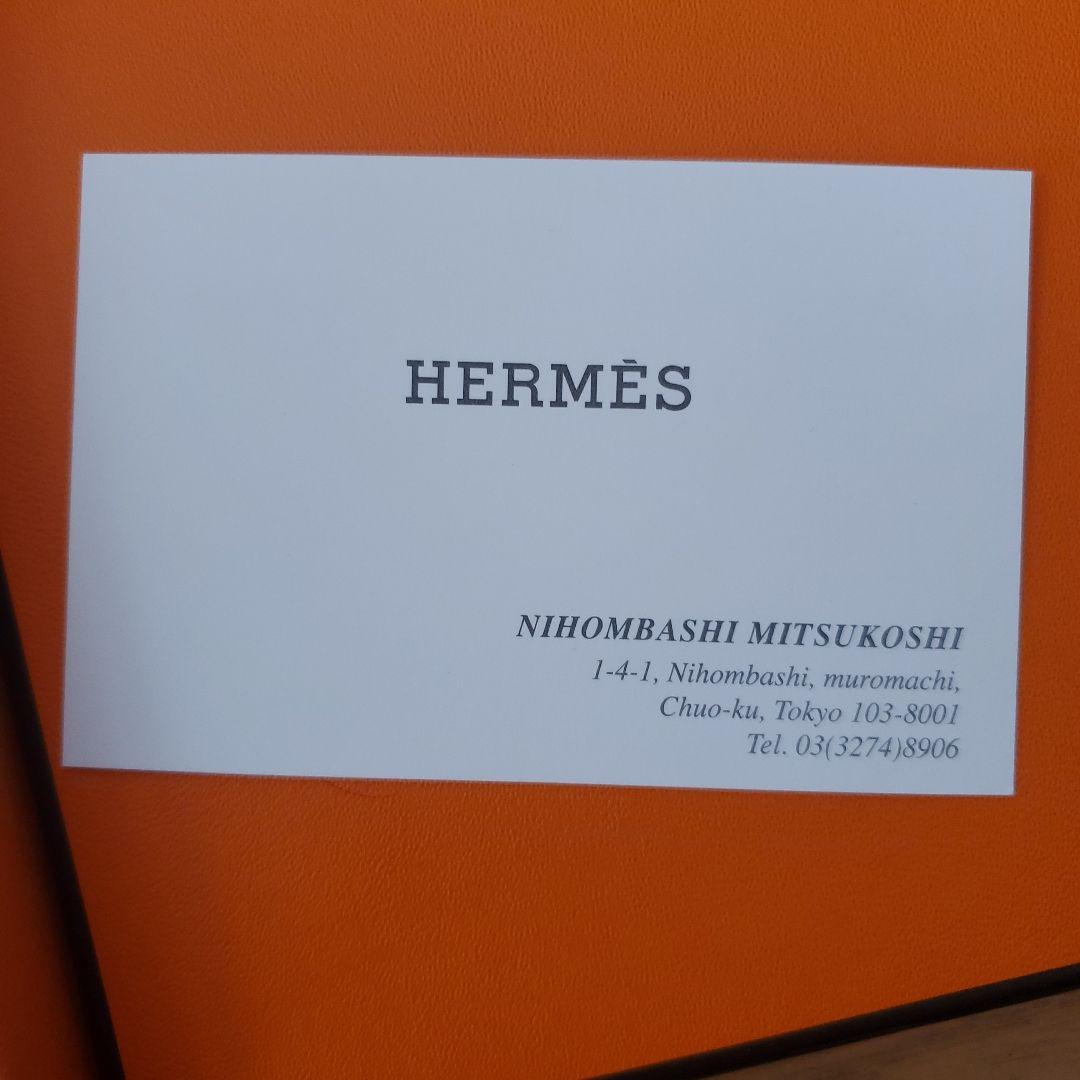 HERMÈS
NIHOMBASHI MITSUKOSHI
1-4-1, Nihombashi, muromachi,
Chuo-ku, Tokyo 103-8001
Tel. 03(3274)8906